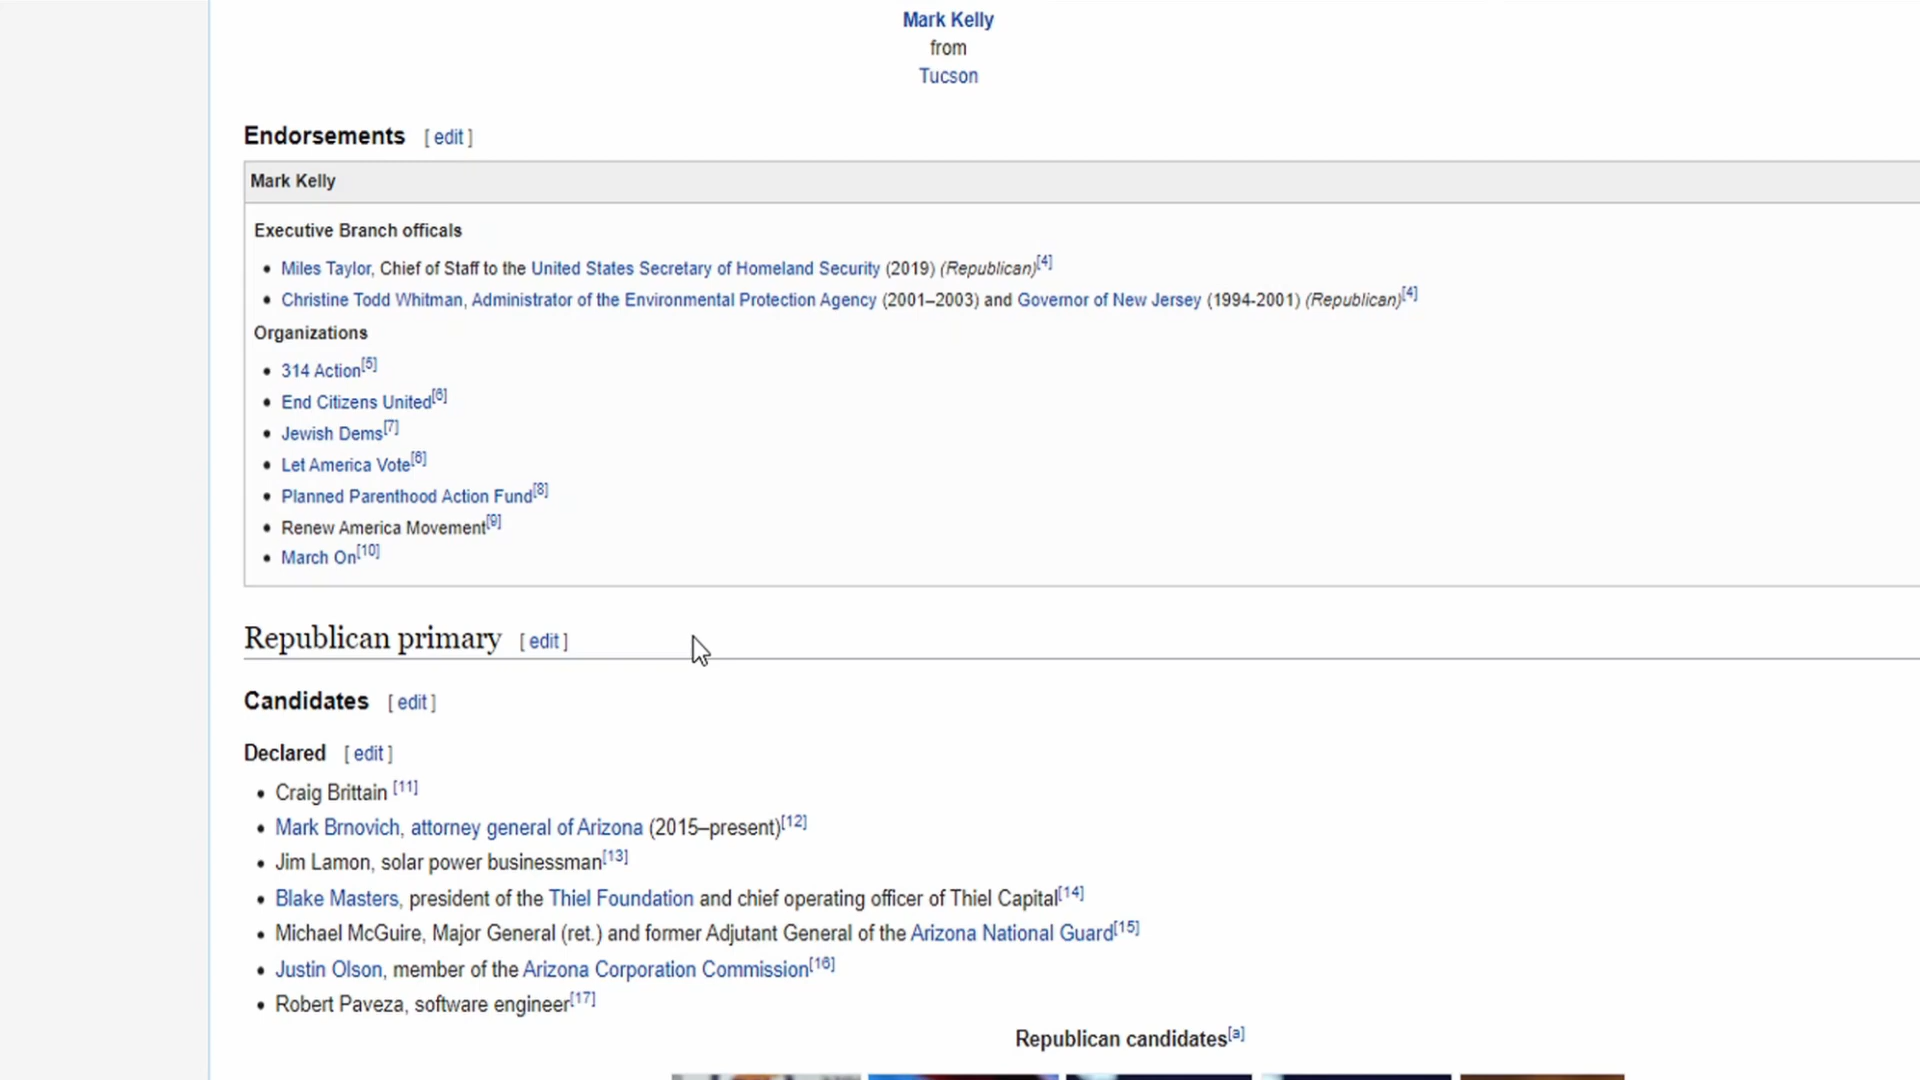 Mark Kelly
from
Tucson
Endorsements [ edit ]
Mark Kelly
Executive Branch officals
• Miles Taylor, Chief of Staff to the United States Secretary of Homeland Security (2019) (Republican)[4]
• Christine Todd Whitman, Administrator of the Environmental Protection Agency (2001–2003) and Governor of New Jersey (1994-2001) (Republican)[4]
Organizations
• 314 Action[5]
• End Citizens United[6]
• Jewish Dems[7]
• Let America Vote[6]
• Planned Parenthood Action Fund[8]
• Renew America Movement[9]
• March On[10]
Republican primary [ edit ]
Candidates [ edit ]
Declared [ edit ]
• Craig Brittain [11]
• Mark Brnovich, attorney general of Arizona (2015–present)[12]
• Jim Lamon, solar power businessman[13]
• Blake Masters, president of the Thiel Foundation and chief operating officer of Thiel Capital[14]
• Michael McGuire, Major General (ret.) and former Adjutant General of the Arizona National Guard[15]
• Justin Olson, member of the Arizona Corporation Commission[16]
• Robert Paveza, software engineer[17]
Republican candidates[a]